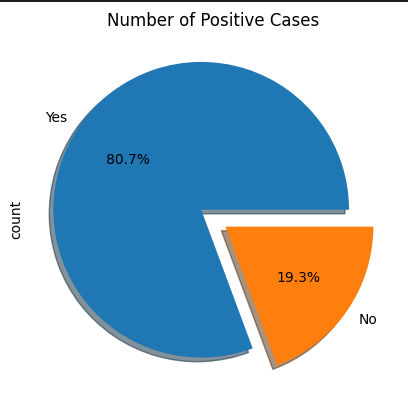 Number of Positive Cases
Yes
80.7%
count
19.3%
No